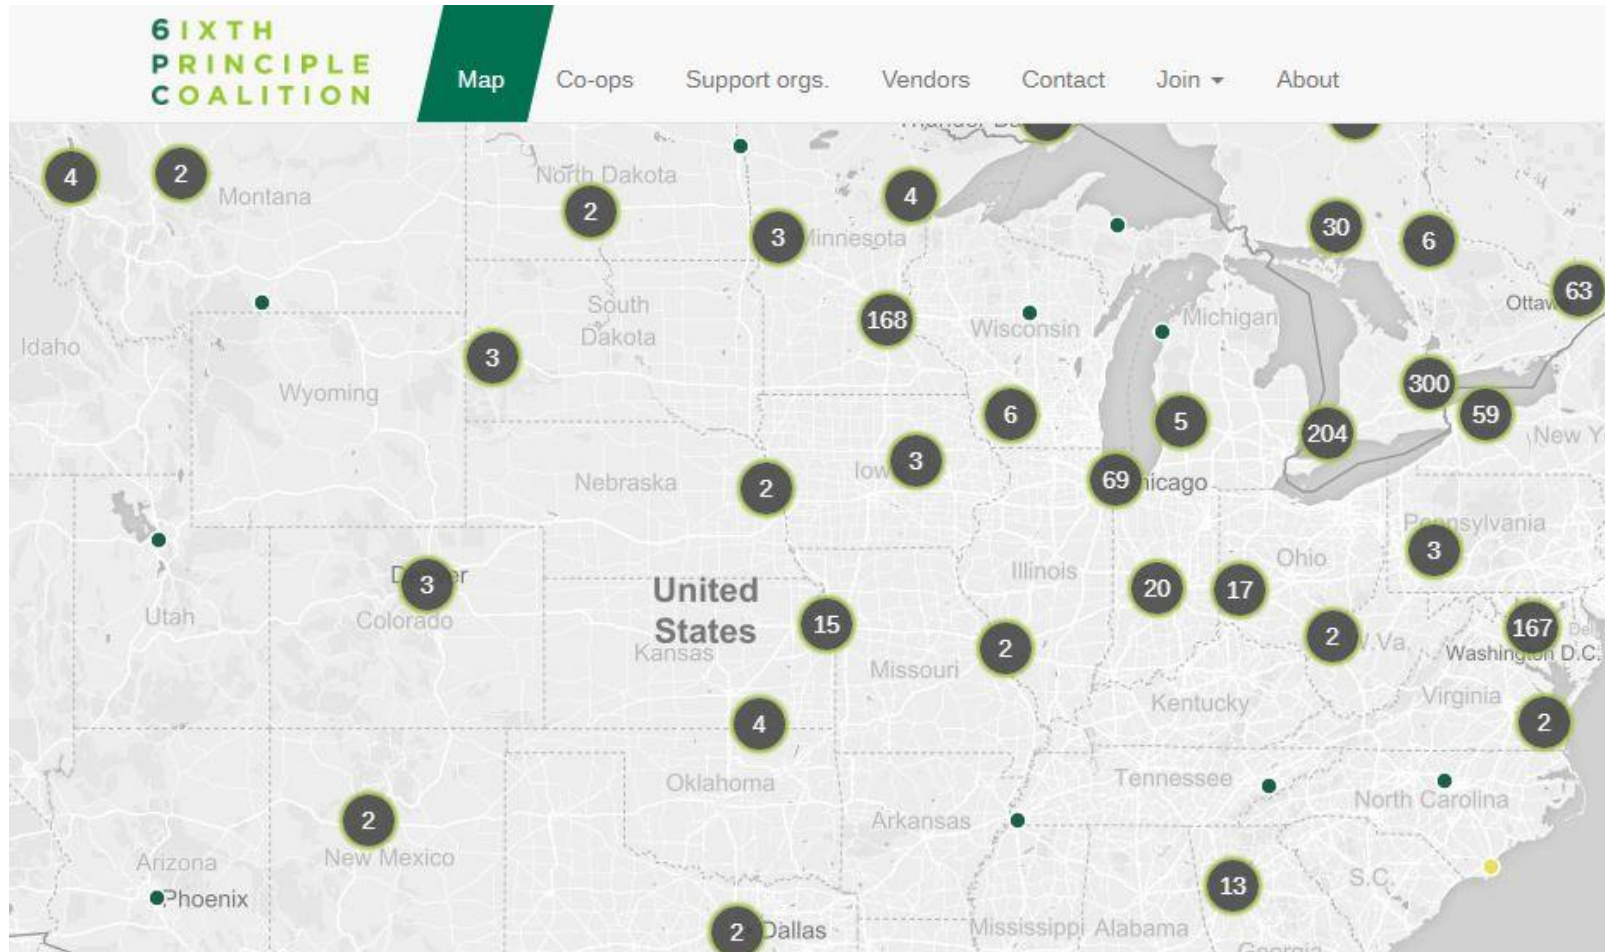 6IXTH
PRINCIPLE
COALITION
Map
Co-ops
Support orgs.
Vendors
Contact
Join
About
4
2
Montana
North Dakota
2
3
Minnesota
4
30
6
63
Idaho
Wyoming
3
South
Dakota
168
Wisconsin
Michigan
300
59
204
6
5
Nebraska
2
3
69
3
Utah
Colorado
United
States
Kansas
15
Illinois
20
17
Ohio
Pennsylvania
3
2
Missouri
2
167
Washington D.C.
Kentucky
Virginia
2
4
Oklahoma
Tennessee
North Carolina
2
New Mexico
Arkansas
Arizona
Phoenix
13
S.C.
2
Dallas
Mississippi
Alabama